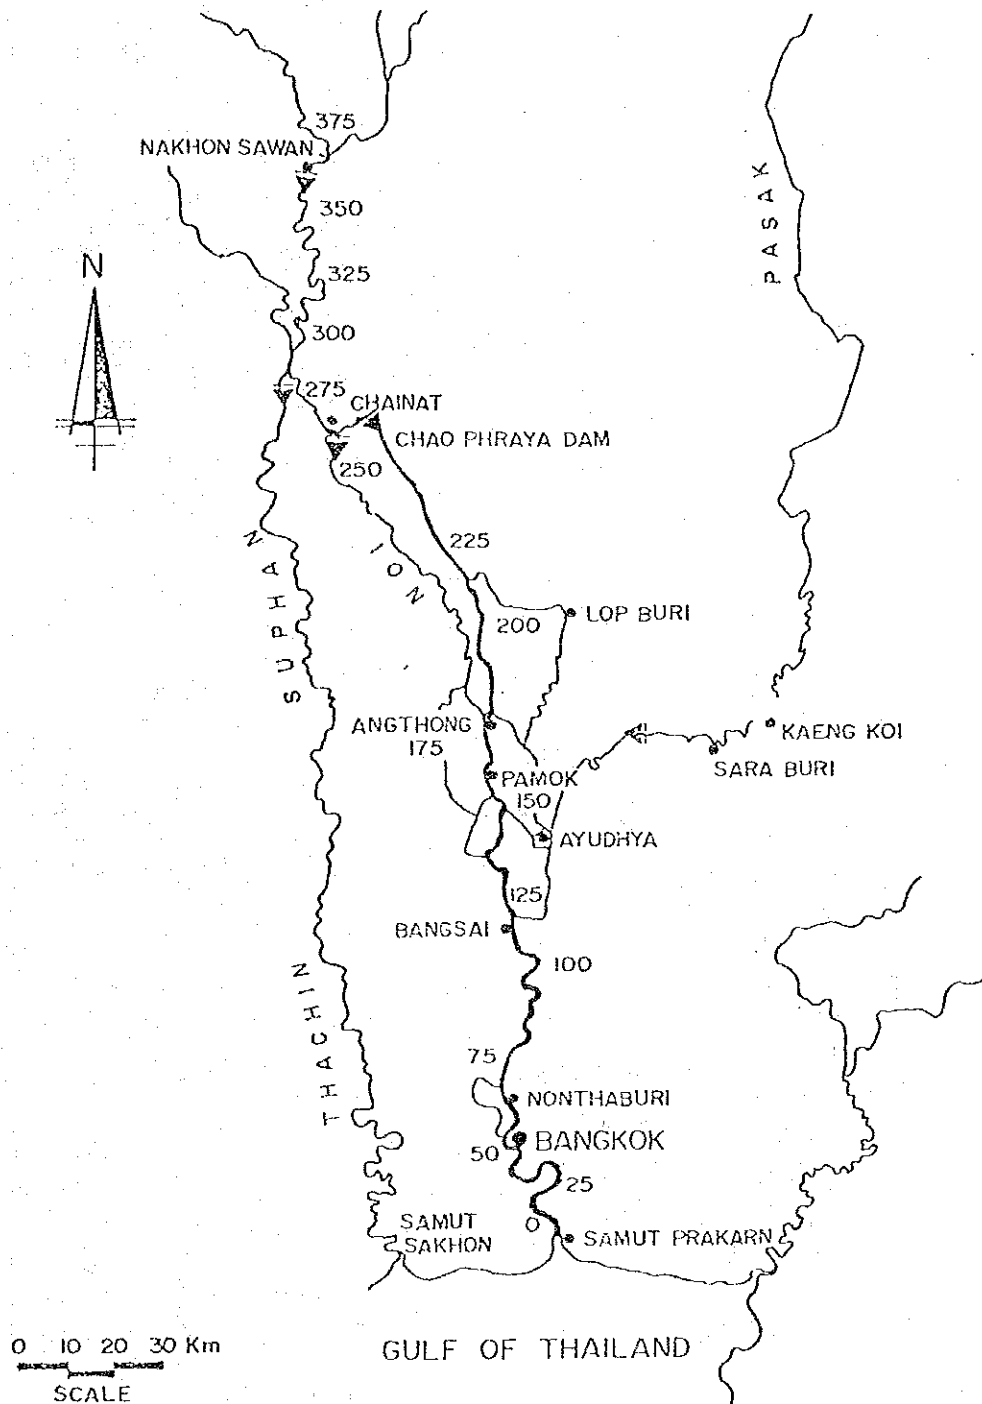 375
NAKHON SAWAN
350
PASAK
N
325
300
275
CHAINAT
CHAO PHRAYA DAM
250
225
NOI
SUPHAN
200
LOP BURI
ANGTHONG
175
KAENG KOI
SARA BURI
PAMOK
150
AYUDHYA
125
BANGSAI
100
THACHIN
75
NONTHABURI
BANGKOK
50
25
SAMUT
SAKHON
0
SAMUT PRAKARN
0 10 20 30 Km
SCALE
GULF OF THAILAND